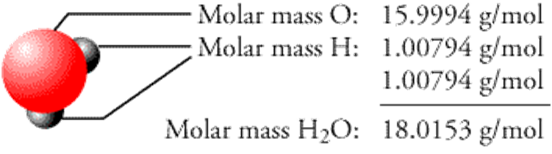 Molar mass O: 15.9994 g/mol
Molar mass H: 1.00794 g/mol
1.00794 g/mol
Molar mass H₂O: 18.0153 g/mol